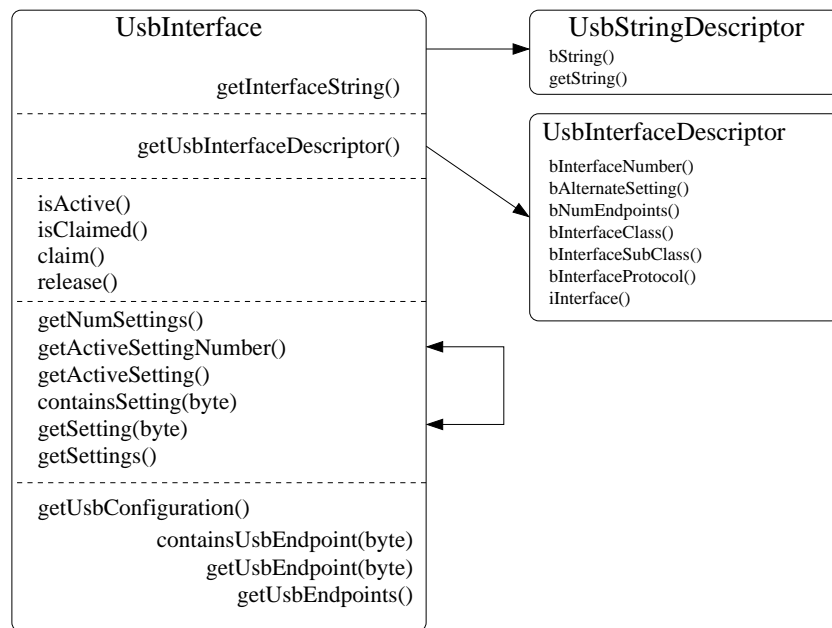 UsbInterface
getInterfaceString()
getUsbInterfaceDescriptor()
isActive()
isClaimed()
claim()
release()
getNumSettings()
getActiveSettingNumber()
getActiveSetting()
containsSetting(byte)
getSetting(byte)
getSettings()
getUsbConfiguration()
containsUsbEndpoint(byte)
getUsbEndpoint(byte)
getUsbEndpoints()
UsbStringDescriptor
bString()
getString()
UsbInterfaceDescriptor
bInterfaceNumber()
bAlternateSetting()
bNumEndpoints()
bInterfaceClass()
bInterfaceSubClass()
bInterfaceProtocol()
iInterface()